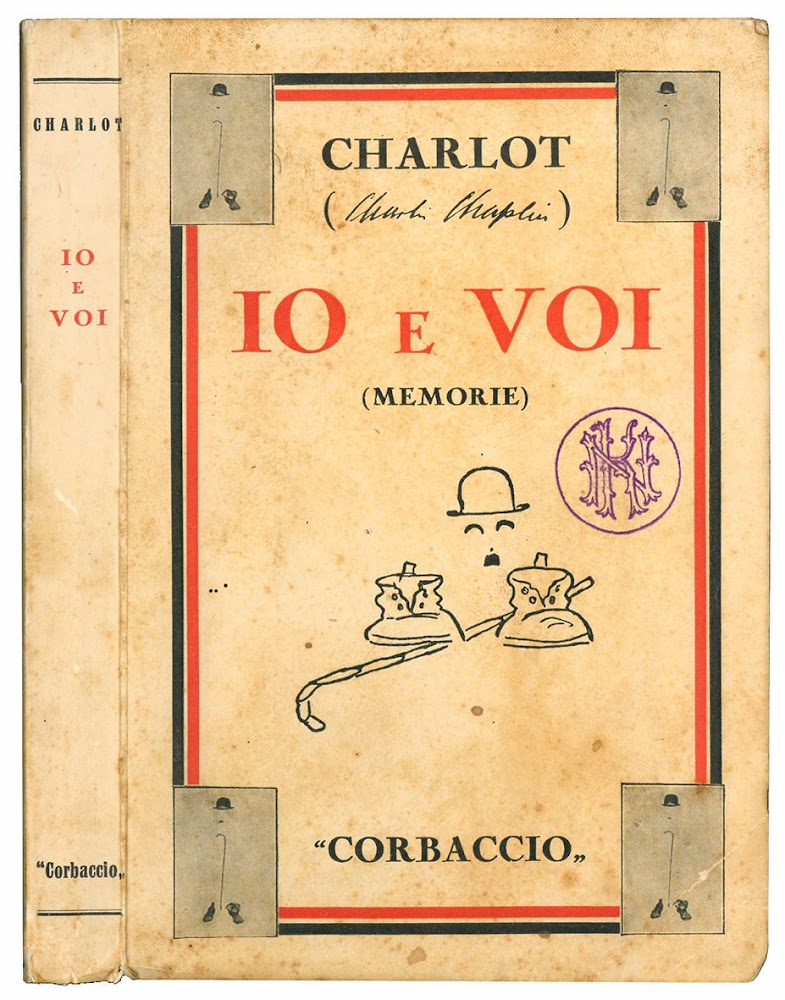 CHARLOT
IO
E
VOI
“Corbaccio„
CHARLOT
(Charlie Chaplin)
IO E VOI
(MEMORIE)
“CORBACCIO„